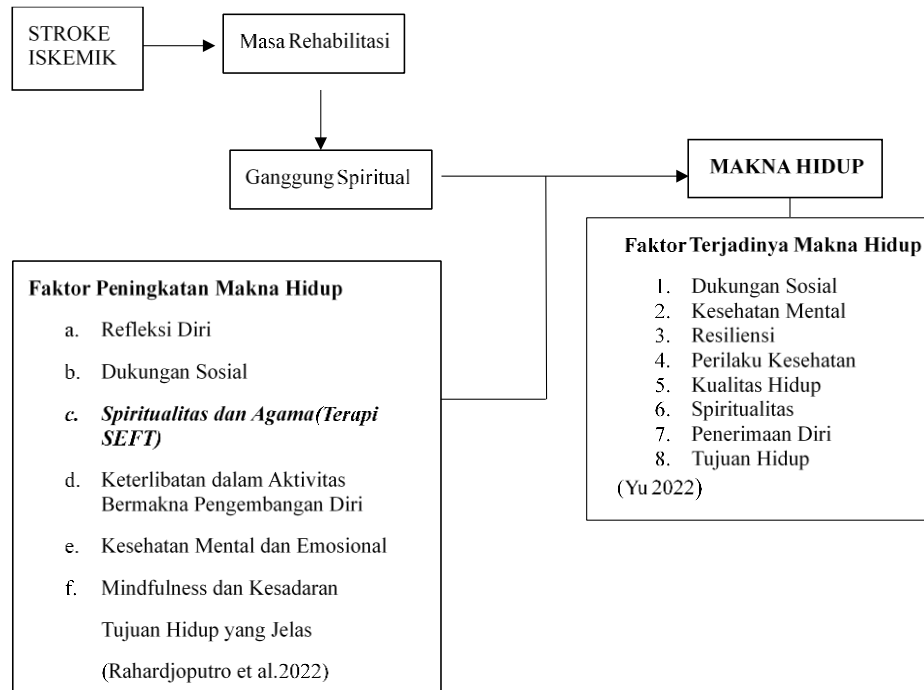 STROKE
ISKEMIK
Masa Rehabilitasi
Ganggung Spiritual
MAKNA HIDUP
Faktor Peningkatan Makna Hidup
a. Refleksi Diri
b. Dukungan Sosial
c. Spiritualitas dan Agama(Terapi
SEFT)
d. Keterlibatan dalam Aktivitas
Bermakna Pengembangan Diri
e. Kesehatan Mental dan Emosional
f. Mindfulness dan Kesadaran
Tujuan Hidup yang Jelas
(Rahardjoputro et al.2022)
Faktor Terjadinya Makna Hidup
1. Dukungan Sosial
2. Kesehatan Mental
3. Resiliensi
4. Perilaku Kesehatan
5. Kualitas Hidup
6. Spiritualitas
7. Penerimaan Diri
8. Tujuan Hidup
(Yu 2022)